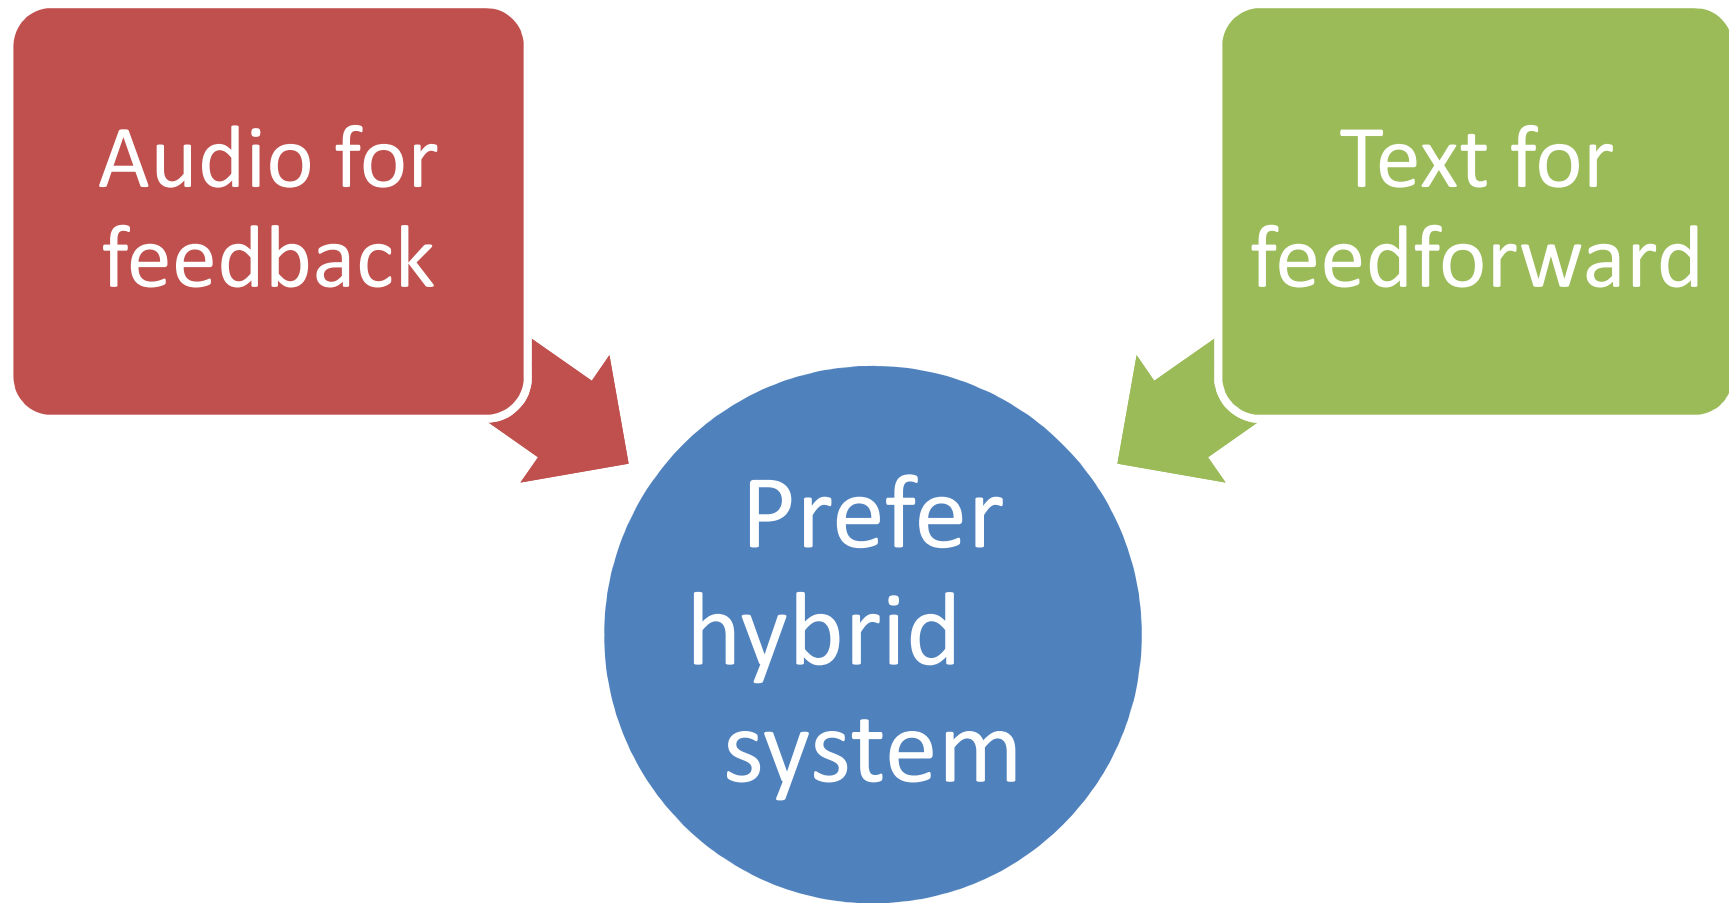 Audio for
feedback
Text for
feedforward
Prefer
hybrid
system